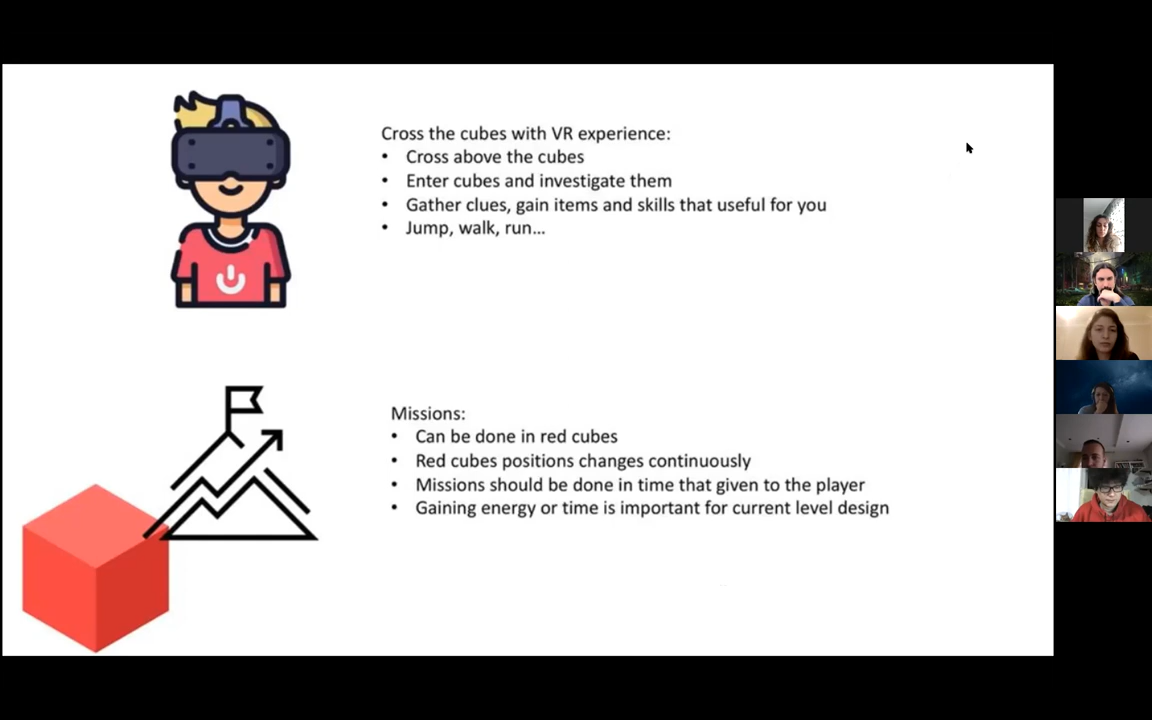 Cross the cubes with VR experience:
• Cross above the cubes
• Enter cubes and investigate them
• Gather clues, gain items and skills that useful for you
• Jump, walk, run...
Missions:
• Can be done in red cubes
• Red cubes positions changes continuously
• Missions should be done in time that given to the player
• Gaining energy or time is important for current level design